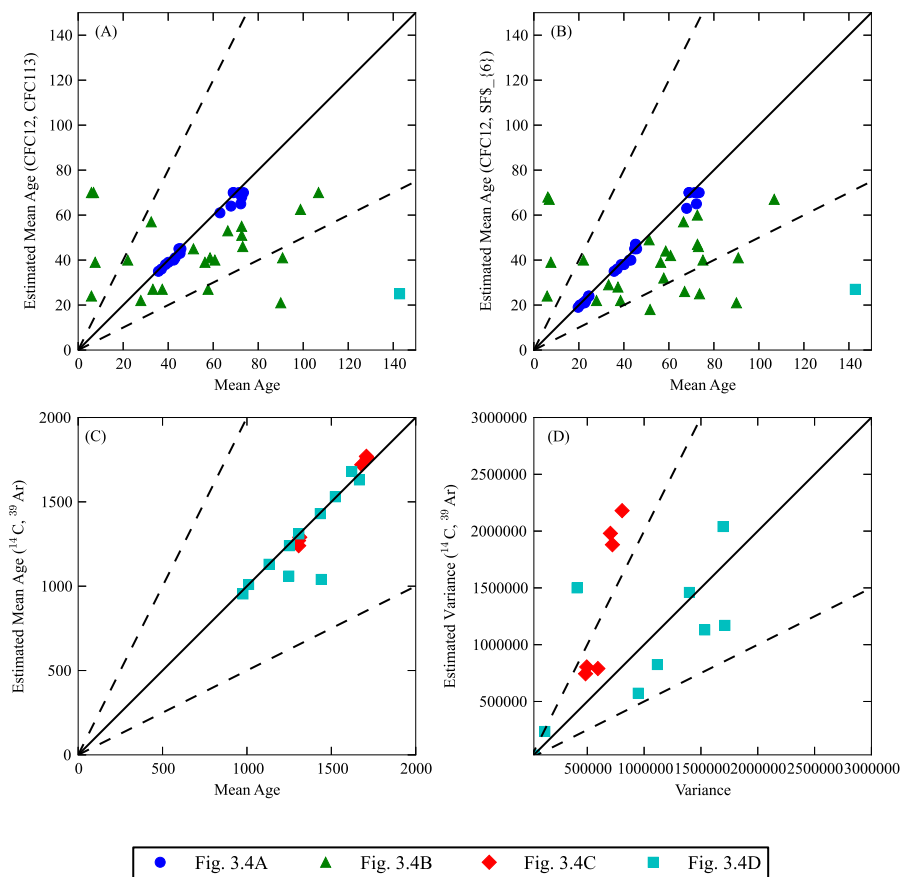 (A)
Estimated Mean Age (CFC12, CFC113)
140
120
100
80
60
40
20
0
0 20 40 60 80 100 120 140
Mean Age
(B)
Estimated Mean Age (CFC12, SF$_{6})
140
120
100
80
60
40
20
0
0 20 40 60 80 100 120 140
Mean Age
(C)
Estimated Mean Age (¹⁴C, ³⁹Ar)
2000
1500
1000
500
0
0 500 1000 1500 2000
Mean Age
(D)
Estimated Variance (¹⁴C, ³⁹Ar)
3000000
2500000
2000000
1500000
1000000
500000
500000 1000000 1500000 2000000 2500000 3000000
Variance
Fig. 3.4A Fig. 3.4B Fig. 3.4C Fig. 3.4D